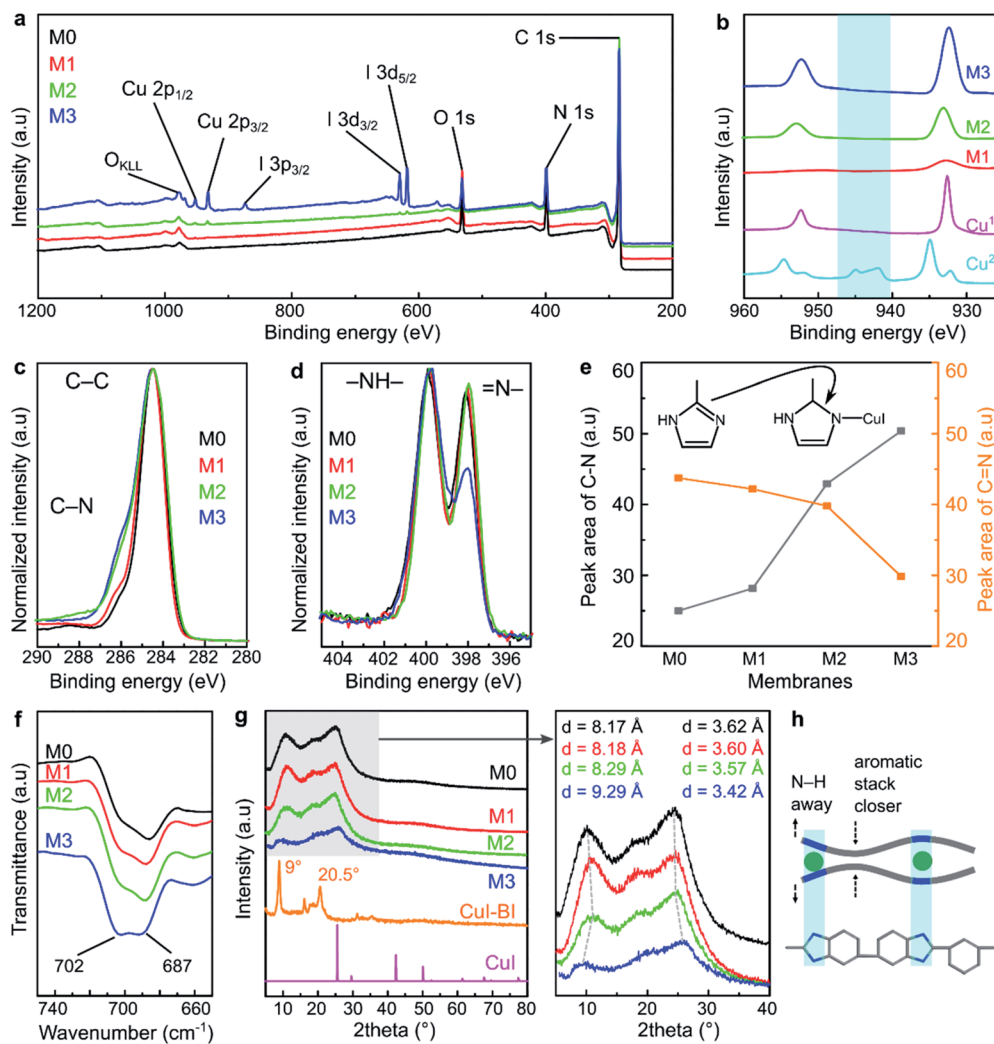 a
M0
M1
M2
M3
C 1s
I 3d5/2
Cu 2p1/2
Cu 2p3/2
I 3d3/2
O 1s
N 1s
OKLL
I 3p3/2
Intensity (a.u)
1200 1000 800 600 400 200
Binding energy (eV)
b
M3
M2
M1
Cu¹
Cu²
Intensity (a.u)
960 950 940 930
Binding energy (eV)
c
C–C
M0
M1
C–N
M2
M3
Normalized intensity (a.u)
290 288 286 284 282 280
Binding energy (eV)
d
–NH–
=N–
M0
M1
M2
M3
Normalized intensity (a.u)
404 402 400 398 396
Binding energy (eV)
e
HN N HN N—CuI
Peak area of C-N (a.u)
60
50
40
30
20
Peak area of C=N (a.u)
60
50
40
30
20
M0 M1 M2 M3
Membranes
f
M0
M1
M2
M3
702 687
Transmittance (a.u)
740 700 660
Wavenumber (cm-1)
g
M0
M1
M2
M3
9°
20.5°
CuI-BI
CuI
Intensity (a.u)
10 20 30 40 50 60 70 80
2theta (°)
d = 8.17 Å d = 3.62 Å
d = 8.18 Å d = 3.60 Å
d = 8.29 Å d = 3.57 Å
d = 9.29 Å d = 3.42 Å
10 20 30 40
2theta (°)
h
N–H
away
aromatic
stack
closer